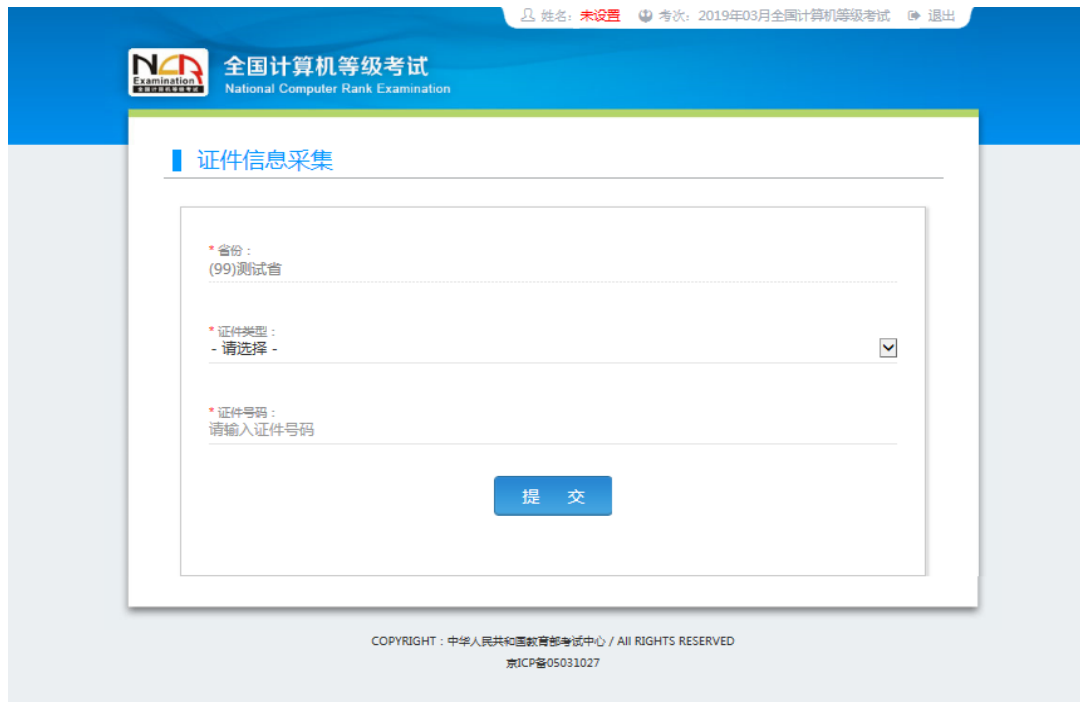 姓名：未设置 考次：2019年03月全国计算机等级考试 退出
NCR
Examination
全国计算机等级考试
全国计算机等级考试
National Computer Rank Examination
证件信息采集
* 省份：
(99)测试省
* 证件类型：
- 请选择 -
* 证件号码：
请输入证件号码
提 交
COPYRIGHT：中华人民共和国教育部考试中心 / All RIGHTS RESERVED
京ICP备05031027